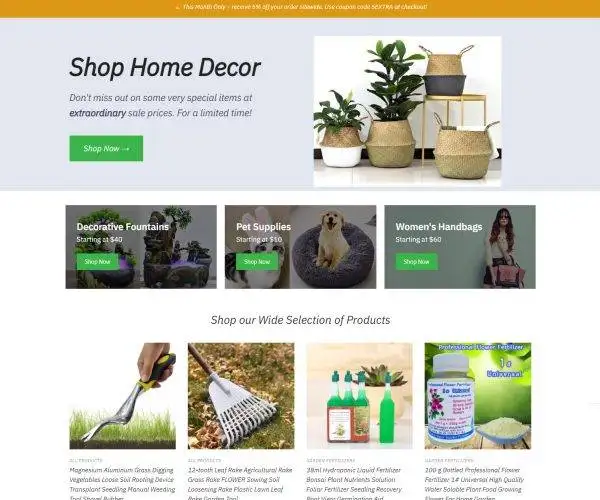 This Month Only - receive 5% off your order sitewide. Use coupon code 5EXTRA at checkout!
Shop Home Decor
Don't miss out on some very special items at
extraordinary sale prices. For a limited time!
Shop Now →
Decorative Fountains
Starting at $40
Shop Now
Pet Supplies
Starting at $10
Shop Now
Women's Handbags
Starting at $60
Shop Now
Shop our Wide Selection of Products
Professional Flower Fertilizer
1# Universal
ALL PRODUCTS
Magnesium Aluminum Grass Digging
Vegetables Loose Soil Rooting Device
Transplant Seedling Manual Weeding
Tool Shovel Rubber
ALL PRODUCTS
12-tooth Leaf Rake Agricultural Rake
Grass Rake FLOWER Sowing Soil
Loosening Rake Plastic Lawn Leaf
Rake Garden Tool
GARDEN FERTILIZERS
38ml Hydroponic Liquid Fertilizer
Bonsai Plant Nutrients Solution
Foliar Fertilizer Seedling Recovery
Root Vigor Germination Aid
GARDEN FERTILIZERS
100 g Bottled Professional Flower
Fertilizer 1# Universal High Quality
Water Soluble Plant Food Growing
Flower For Home Garden